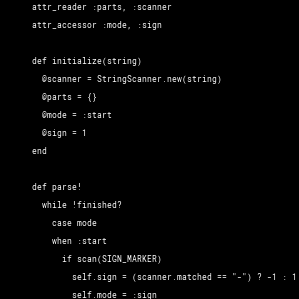 attr_reader :parts, :scanner
attr_accessor :mode, :sign
def initialize(string)
@scanner = StringScanner.new(string)
@parts = {}
@mode = :start
@sign = 1
end
def parse!
while !finished?
case mode
when :start
if scan(SIGN_MARKER)
self.sign = (scanner.matched == "-") ? -1 : 1
self.mode = :sign